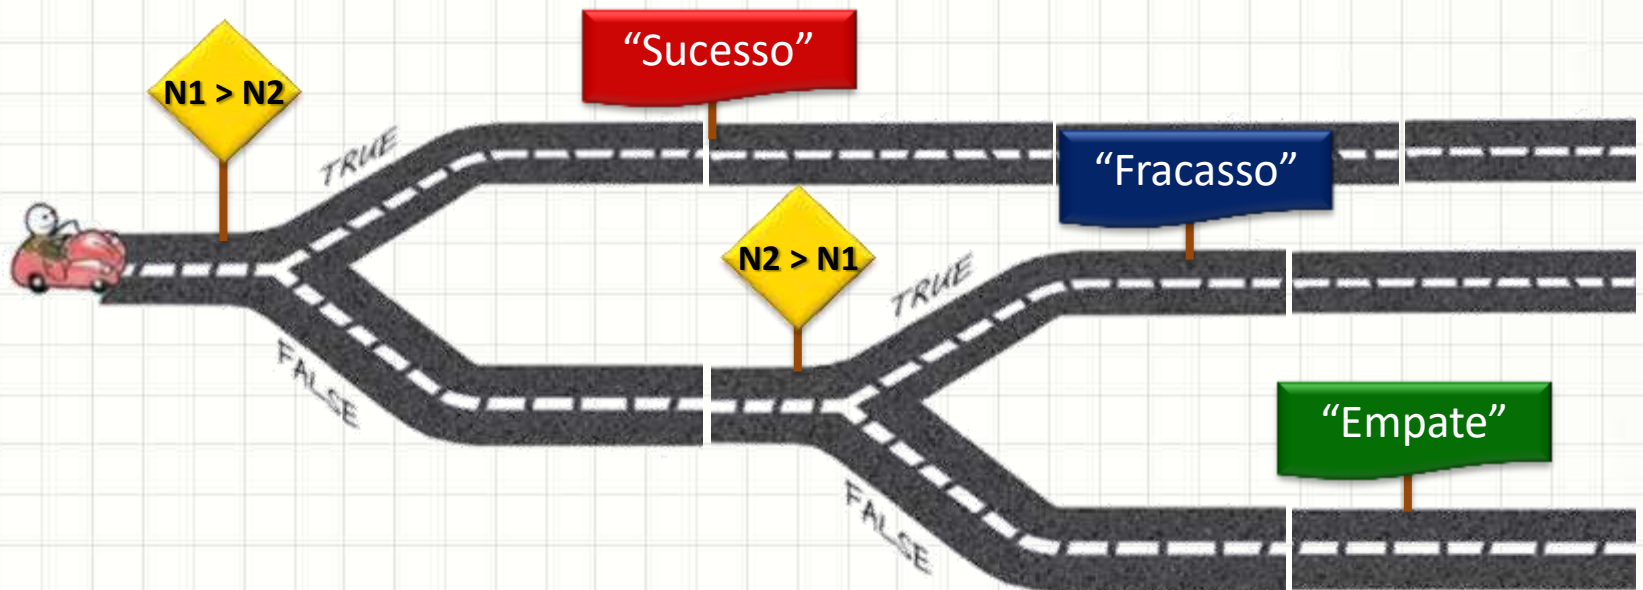 “Sucesso”
N1 > N2
TRUE
“Fracasso”
N2 > N1
TRUE
FALSE
“Empate”
FALSE